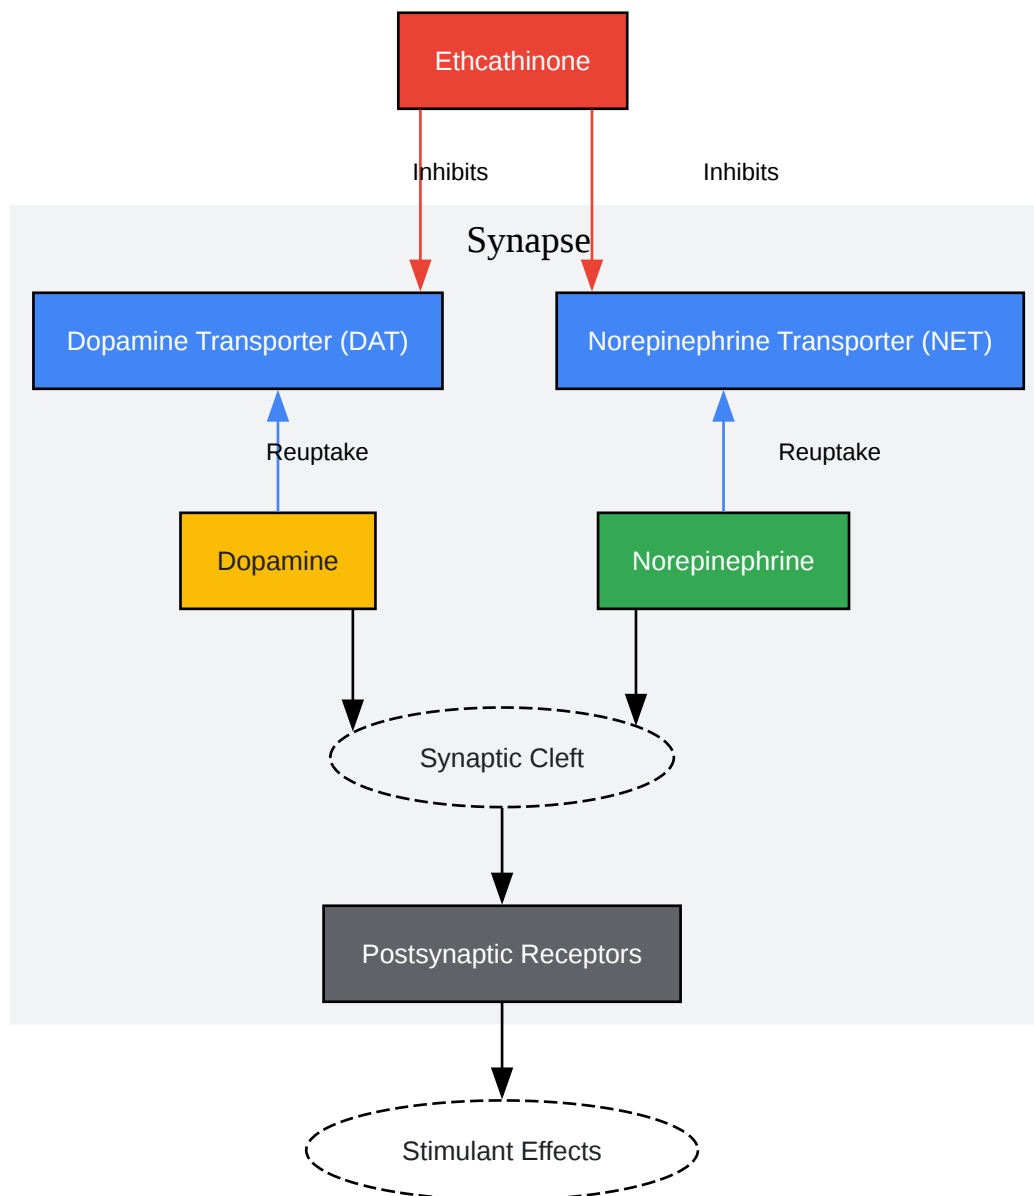 Ethcathinone
Inhibits
Inhibits
Synapse
Dopamine Transporter (DAT)
Norepinephrine Transporter (NET)
Reuptake
Reuptake
Dopamine
Norepinephrine
Synaptic Cleft
Postsynaptic Receptors
Stimulant Effects